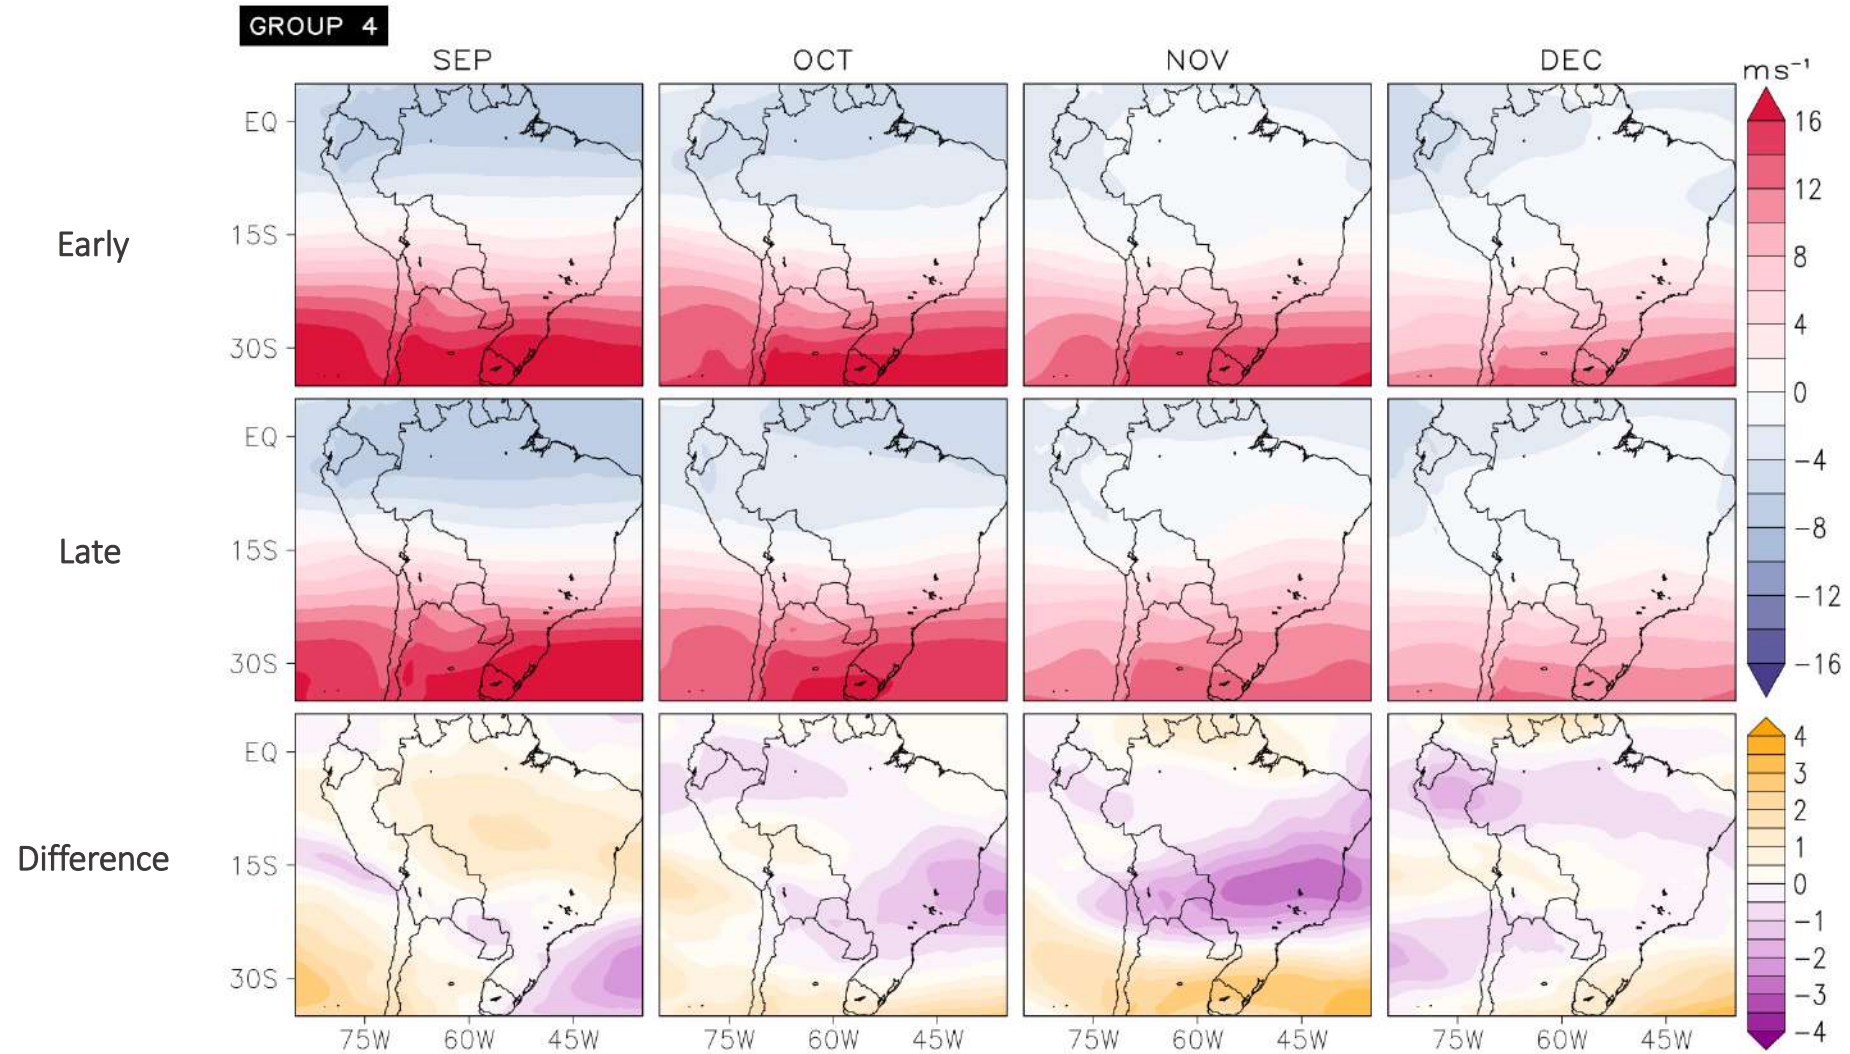 GROUP 4
SEP OCT NOV DEC
ms⁻¹
EQ
15S
30S
Early
16
12
8
4
0
−4
−8
−12
−16
EQ
15S
30S
Late
EQ
15S
30S
Difference
4
3
2
1
0
−1
−2
−3
−4
75W 60W 45W 75W 60W 45W 75W 60W 45W 75W 60W 45W